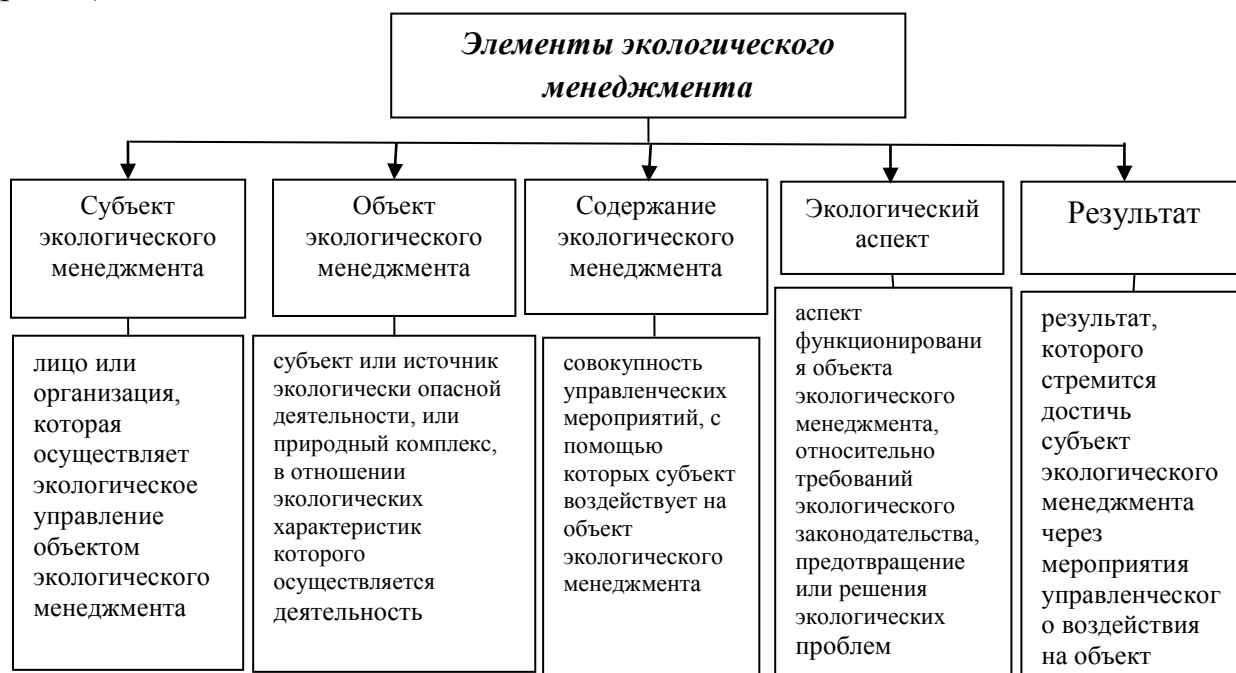 Элементы экологического
менеджмента
Субъект
экологического
менеджмента
Объект
экологического
менеджмента
Содержание
экологического
менеджмента
Экологический
аспект
Результат
лицо или
организация,
которая
осуществляет
экологическое
управление
объектом
экологического
менеджмента
субъект или источник
экологически опасной
деятельности, или
природный комплекс,
в отношении
экологических
характеристик
которого
осуществляется
деятельность
совокупность
управленческих
мероприятий, с
помощью
которых субъект
воздействует на
объект
экологического
менеджмента
аспект
функционировани
я объекта
экологического
менеджмента,
относительно
требований
экологического
законодательства,
предотвращение
или решения
экологических
проблем
результат,
которого
стремится
достичь
субъект
экологического
менеджмента
через
мероприятия
управленческог
о воздействия
на объект